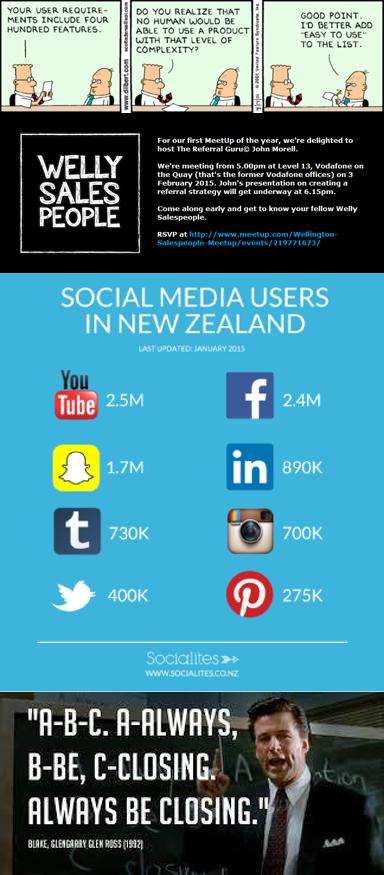 YOUR USER REQUIRE-
MENTS INCLUDE FOUR
HUNDRED FEATURES.
DO YOU REALIZE THAT
NO HUMAN WOULD BE
ABLE TO USE A PRODUCT
WITH THAT LEVEL OF
COMPLEXITY?
GOOD POINT.
I'D BETTER ADD
"EASY TO USE"
TO THE LIST.
www.dilbert.com
© 2001 United Feature Syndicate, Inc.
WELLY
SALES
PEOPLE
For our first MeetUp of the year, we're delighted to
host The Referral Guru© John Morell.
We're meeting from 5.00pm at Level 13, Vodafone on
the Quay (that's the former Vodafone offices) on 3
February 2015. John's presentation on creating a
referral strategy will get underway at 6.15pm.
Come along early and get to know your fellow Welly
Salespeople.
RSVP at http://www.meetup.com/Wellington-
Salespeople-Meetup/events/219771673/
SOCIAL MEDIA USERS
IN NEW ZEALAND
LAST UPDATED: JANUARY 2015
You
Tube 2.5M
f 2.4M
1.7M
in 890K
t 730K
700K
400K
275K
Socialites
WWW.SOCIALITES.CO.NZ
"A-B-C. A-ALWAYS,
B-BE, C-CLOSING.
ALWAYS BE CLOSING."
BLAKE, GLENGARRY GLEN ROSS (1992)